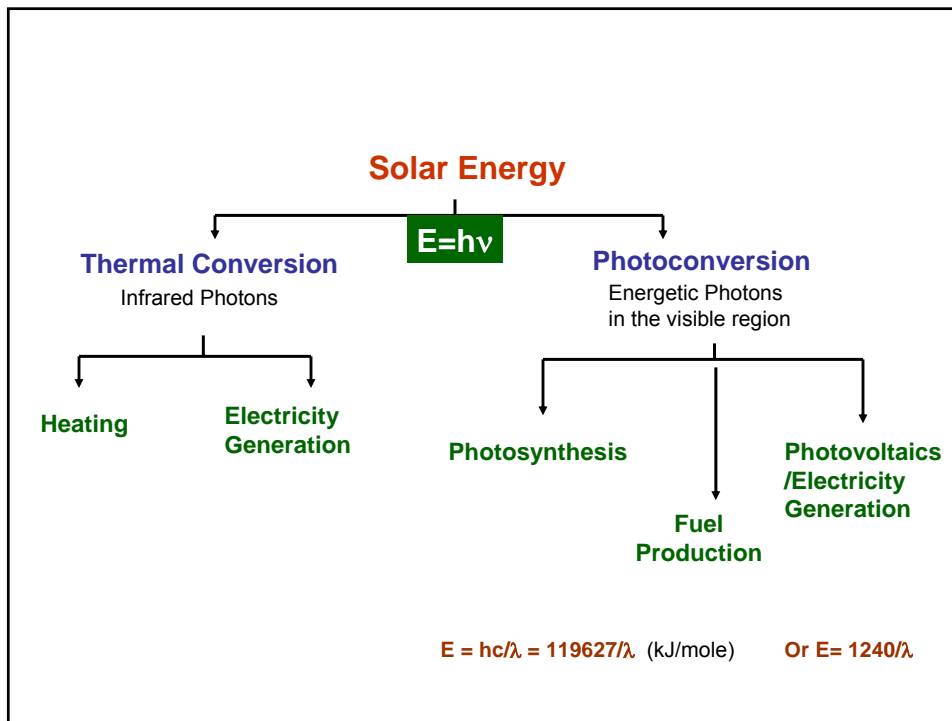 Solar Energy
E=hν
Thermal Conversion
Infrared Photons
Photoconversion
Energetic Photons
in the visible region
Heating
Electricity
Generation
Photosynthesis
Fuel
Production
Photovoltaics
/Electricity
Generation
E = hc/λ = 119627/λ (kJ/mole) Or E= 1240/λ